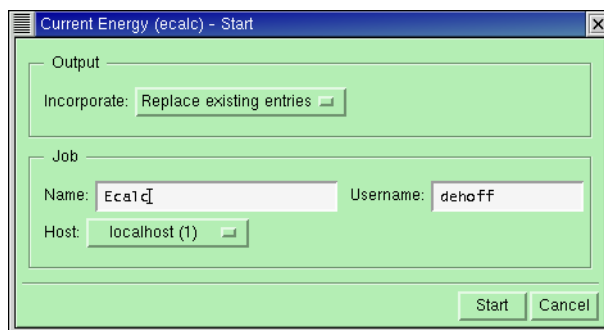 Current Energy (ecalc) - Start
Output
Incorporate: Replace existing entries
Job
Name: Ecalc Username: dehoff
Host: localhost (1)
Start Cancel